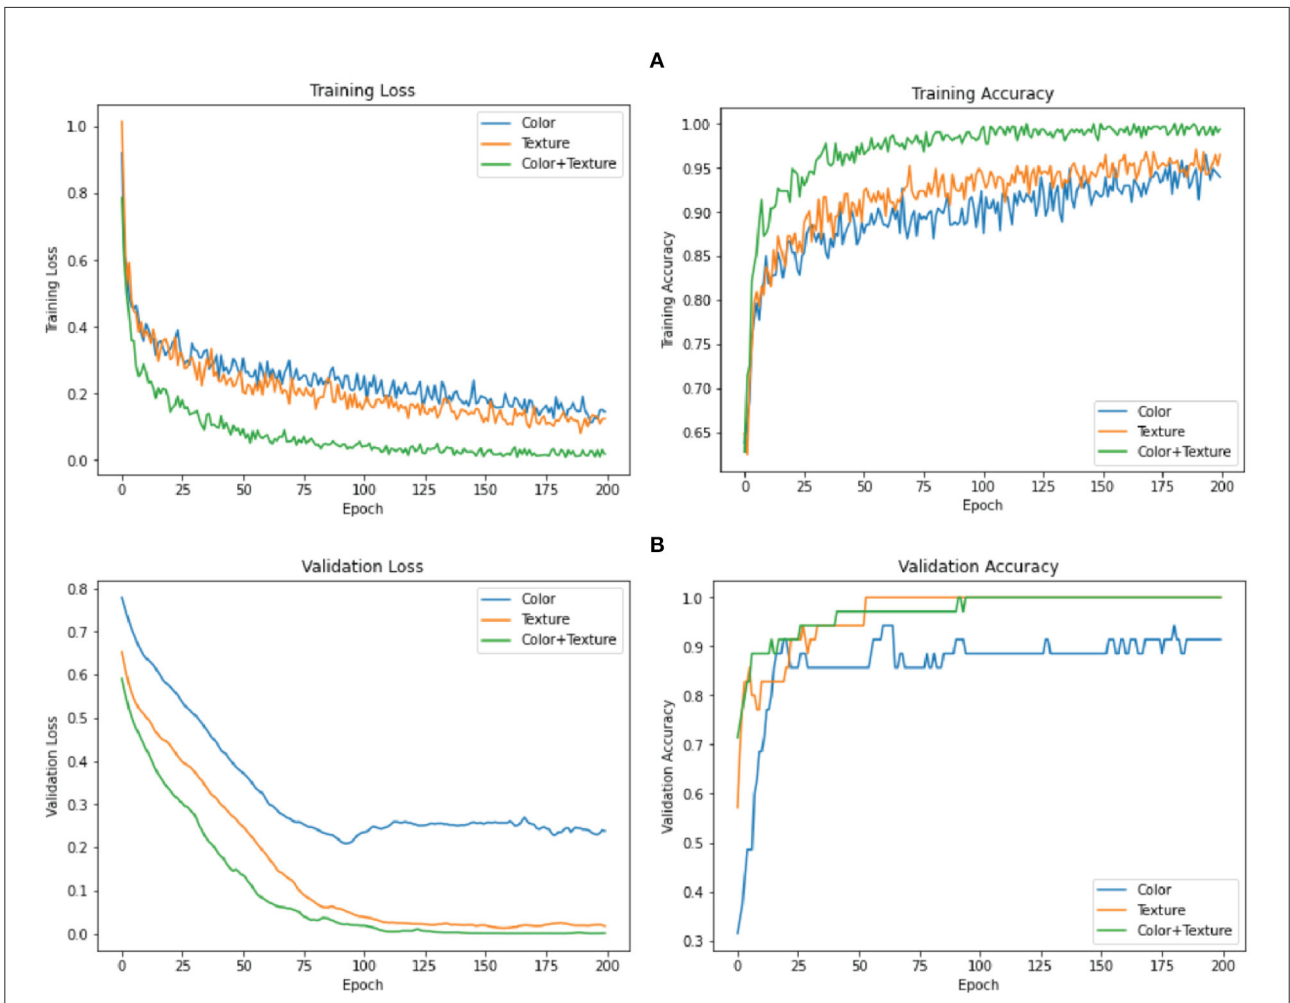 A
Training Loss
Training Loss
1.0
0.8
0.6
0.4
0.2
0.0
0 25 50 75 100 125 150 175 200
Epoch
Color
Texture
Color+Texture
Training Accuracy
Training Accuracy
1.00
0.95
0.90
0.85
0.80
0.75
0.70
0.65
0 25 50 75 100 125 150 175 200
Epoch
Color
Texture
Color+Texture
B
Validation Loss
Validation Loss
0.8
0.7
0.6
0.5
0.4
0.3
0.2
0.1
0.0
0 25 50 75 100 125 150 175 200
Epoch
Color
Texture
Color+Texture
Validation Accuracy
Validation Accuracy
1.0
0.9
0.8
0.7
0.6
0.5
0.4
0.3
0 25 50 75 100 125 150 175 200
Epoch
Color
Texture
Color+Texture